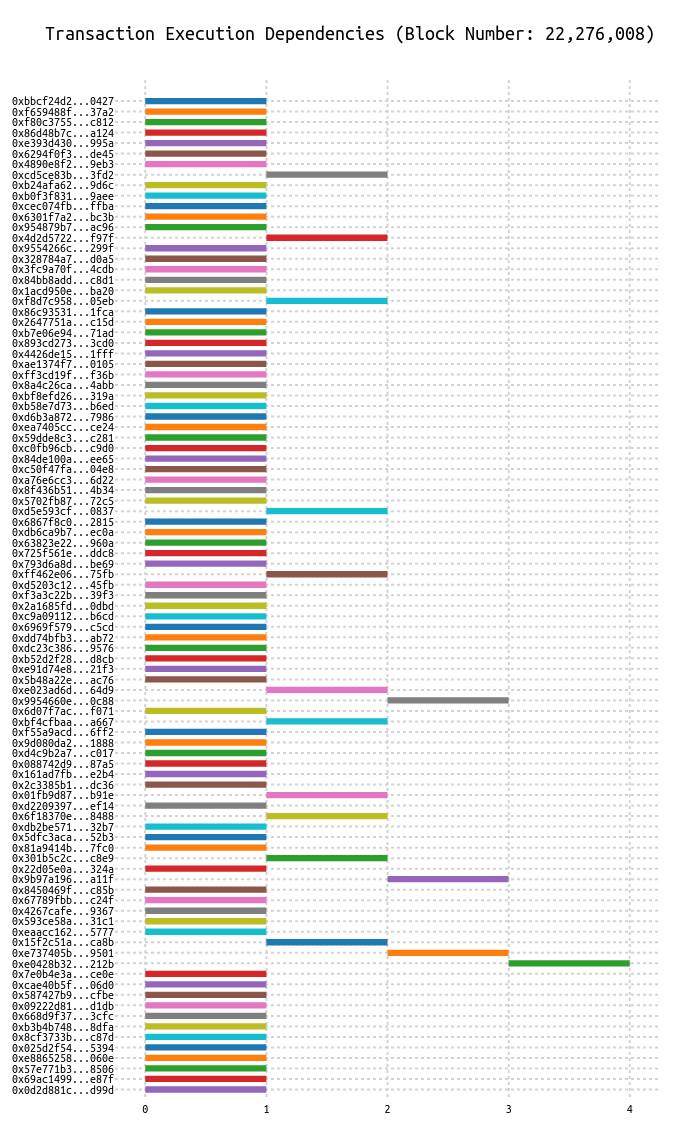 Transaction Execution Dependencies (Block Number: 22,276,008)
0xbbcf24d2...0427
0xf659488f...37a2
0xf80c3755...c812
0x86d48b7c...a124
0xe393d430...995a
0x6294f0f3...de45
0x4890e8f2...9eb3
0xcd5ce83b...3fd2
0xb24afa62...9d6c
0xb0f3f831...9aee
0xcec074fb...ffba
0x6301f7a2...bc3b
0x954879b7...ac96
0x4d2d5722...f97f
0x9554266c...299f
0x328784a7...d0a5
0x3fc9a70f...4cdb
0x84bb8add...c8d1
0x1acd950e...ba20
0xf8d7c958...05eb
0x86c93531...1fca
0x2647751a...c15d
0xb7e06e94...71ad
0x893cd273...3cd0
0x4426de15...1fff
0xae1374f7...0105
0xff3cd19f...f36b
0x8a4c26ca...4abb
0xbf8efd26...319a
0xb58e7d73...b6ed
0xd6b3a872...7986
0xea7405cc...ce24
0x59dde8c3...c281
0xc0fb96cb...c9d0
0x84de100a...ee65
0xc50f47fa...04e8
0xa76e6cc3...6d22
0x8f436b51...4b34
0x5702fb87...72c5
0xd5e593cf...0837
0x6867f8c0...2815
0xdb6ca9b7...ec0a
0x63823e22...960a
0x725f561e...ddc8
0x793d6a8d...be69
0xff462e06...75fb
0xd5203c12...45fb
0xf3a3c22b...39f3
0x2a1685fd...0dbd
0xc9a09112...b6cd
0x6969f579...c5cd
0xdd74bfb3...ab72
0xdc23c386...9576
0xb52d2f28...d8cb
0xe91d74e8...21f3
0x5b48a22e...ac76
0xe023ad6d...64d9
0x9954660e...0c88
0x6d07f7ac...f071
0xbf4cfbaa...a667
0xf55a9acd...6ff2
0x9d080da2...1888
0xd4c9b2a7...c017
0x088742d9...87a5
0x161ad7fb...e2b4
0x2c3385b1...dc36
0x01fb9d87...b91e
0xd2209397...ef14
0x6f18370e...8488
0xdb2be571...32b7
0x5dfc3aca...52b3
0x81a9414b...7fc0
0x301b5c2c...c8e9
0x22d05e0a...324a
0x9b97a196...a11f
0x8450469f...c85b
0x67789fbb...c24f
0x4267cafe...9367
0x593ce58a...31c1
0xeaacc162...5777
0x15f2c51a...ca8b
0xe737405b...9501
0xe0428b32...212b
0x7e0b4e3a...ce0e
0xcae40b5f...06d0
0x587427b9...cfbe
0x09222d81...d1db
0x668d9f37...3cfc
0xb3b4b748...8dfa
0x8cf3733b...c87d
0x025d2f54...5394
0xe8865258...060e
0x57e771b3...8506
0x69ac1499...e87f
0x0d2d881c...d99d
0 1 2 3 4